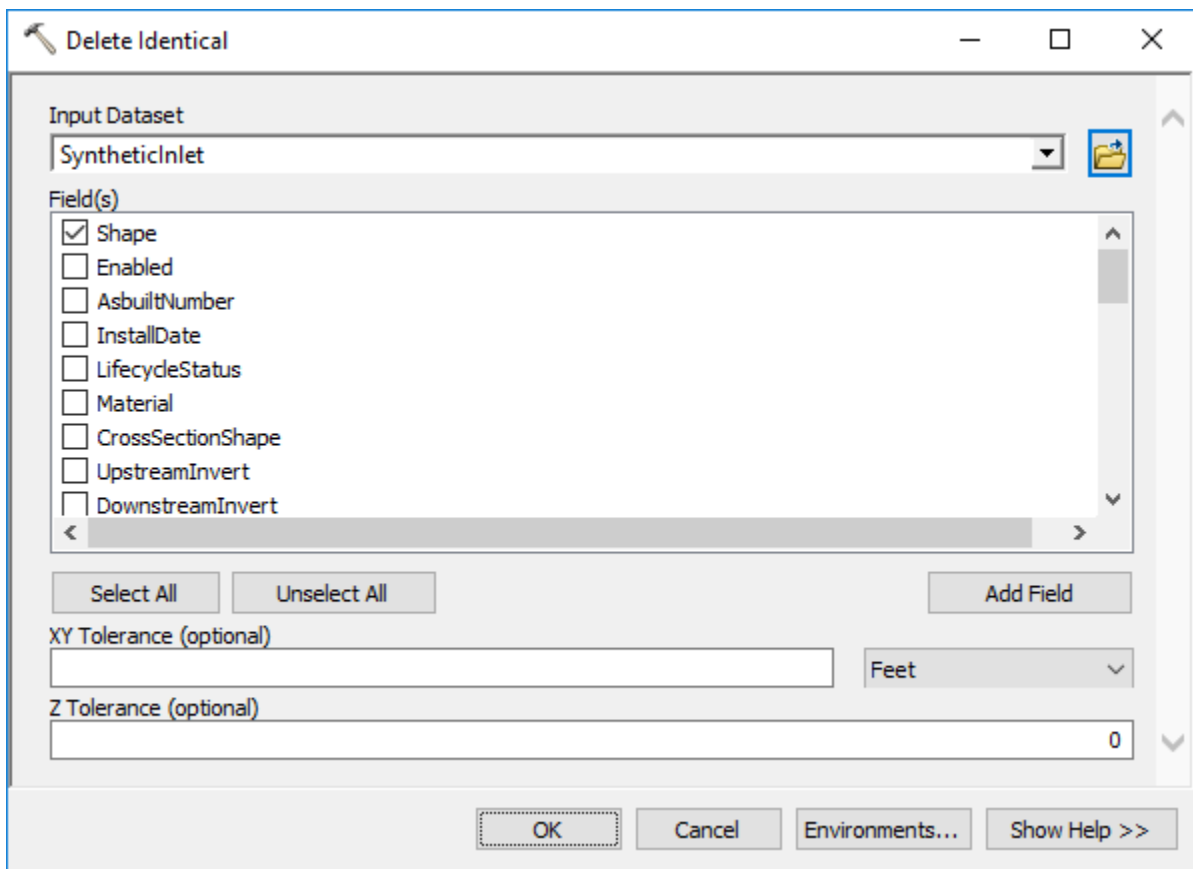 Delete Identical
Input Dataset
SyntheticInlet
Field(s)
Shape
Enabled
AsbuiltNumber
InstallDate
LifecycleStatus
Material
CrossSectionShape
UpstreamInvert
DownstreamInvert
Select All Unselect All Add Field
XY Tolerance (optional)
Feet
Z Tolerance (optional)
0
OK Cancel Environments... Show Help >>